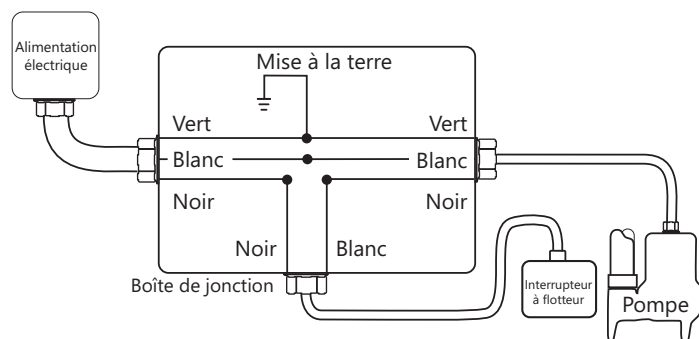 Alimentation
électrique
Mise à la terre
Vert
Vert
Blanc
Blanc
Noir
Noir
Noir
Blanc
Boîte de jonction
Interrupteur
à flotteur
Pompe